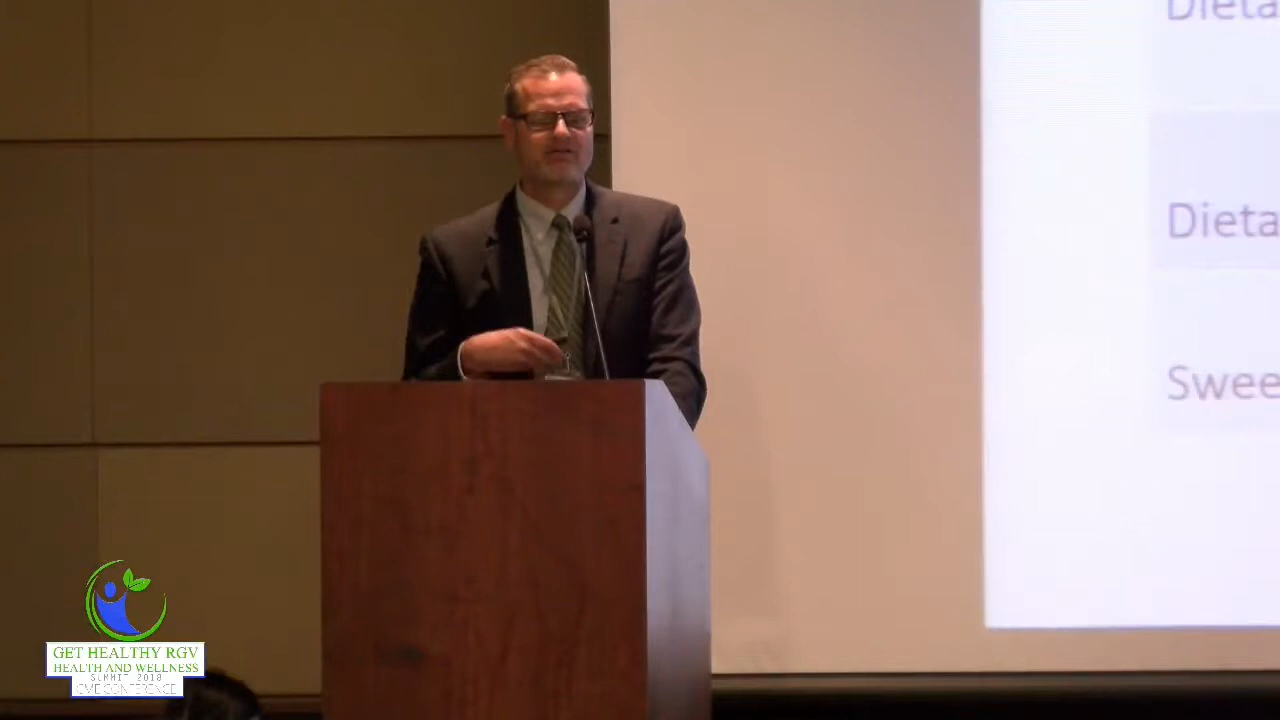 Dieta
Dieta
Swee
GET HEALTHY RGV
HEALTH AND WELLNESS
SUMMIT 2018
CME CONFERENCE